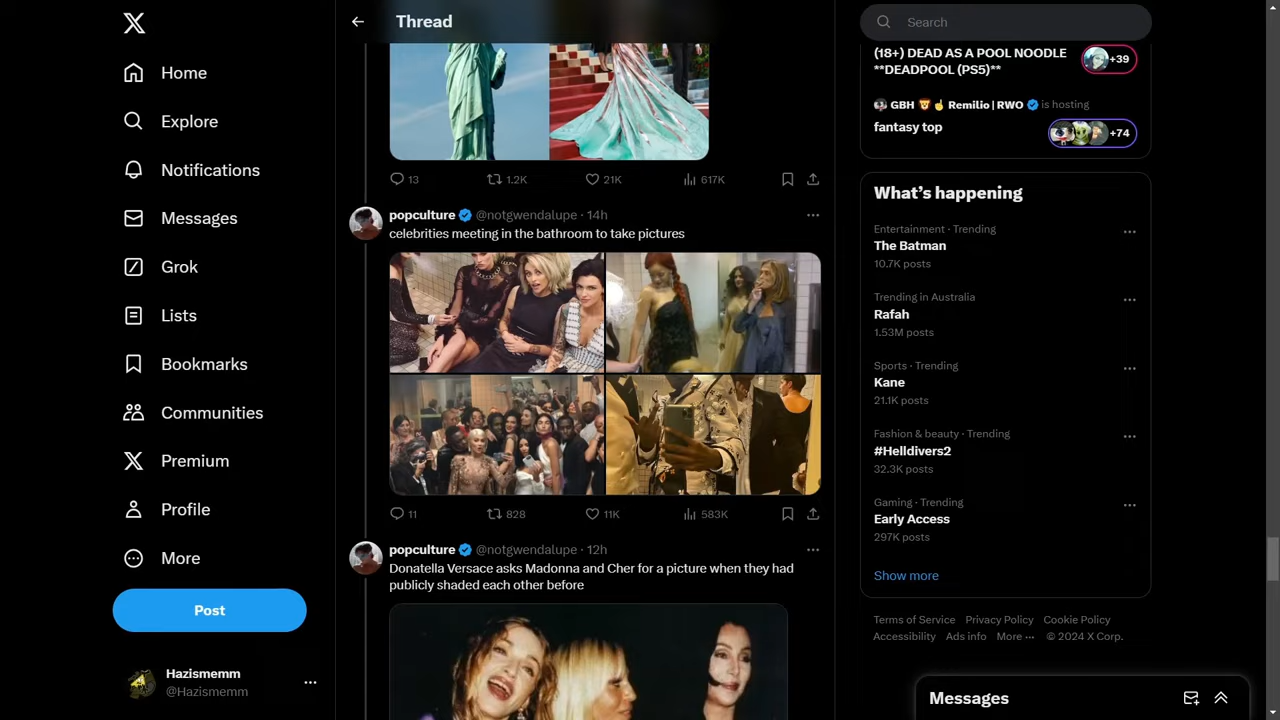 Home
Explore
Notifications
Messages
Grok
Lists
Bookmarks
Communities
Premium
Profile
More
Post
Hazismemm
@Hazismemm
Thread
13
1.2K
21K
617K
popculture @notgwendalupe · 14h
celebrities meeting in the bathroom to take pictures
11
828
11K
583K
popculture @notgwendalupe · 12h
Donatella Versace asks Madonna and Cher for a picture when they had
publicly shaded each other before
Search
(18+) DEAD AS A POOL NOODLE
**DEADPOOL (PS5)**
+39
GBH 🦁 ☝ Remilio | RWO is hosting
fantasy top
+74
What's happening
Entertainment · Trending
The Batman
10.7K posts
Trending in Australia
Rafah
1.53M posts
Sports · Trending
Kane
21.1K posts
Fashion & beauty · Trending
#Helldivers2
32.3K posts
Gaming · Trending
Early Access
297K posts
Show more
Terms of Service Privacy Policy Cookie Policy
Accessibility Ads info More ··· © 2024 X Corp.
Messages